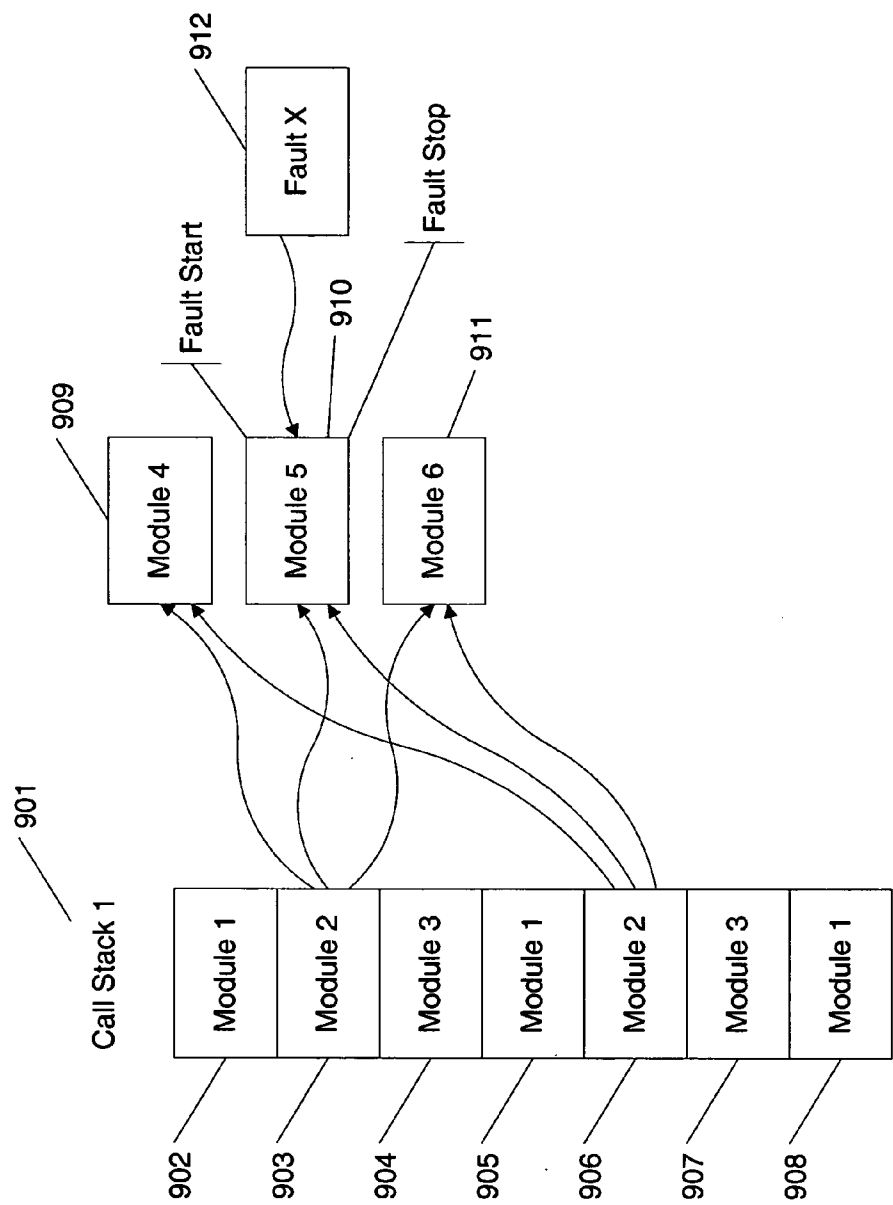 901
Call Stack 1
902
Module 1
903
Module 2
904
Module 3
905
Module 1
906
Module 2
907
Module 3
908
Module 1
909
Module 4
Module 5
910
Module 6
911
Fault Start
Fault Stop
912
Fault X